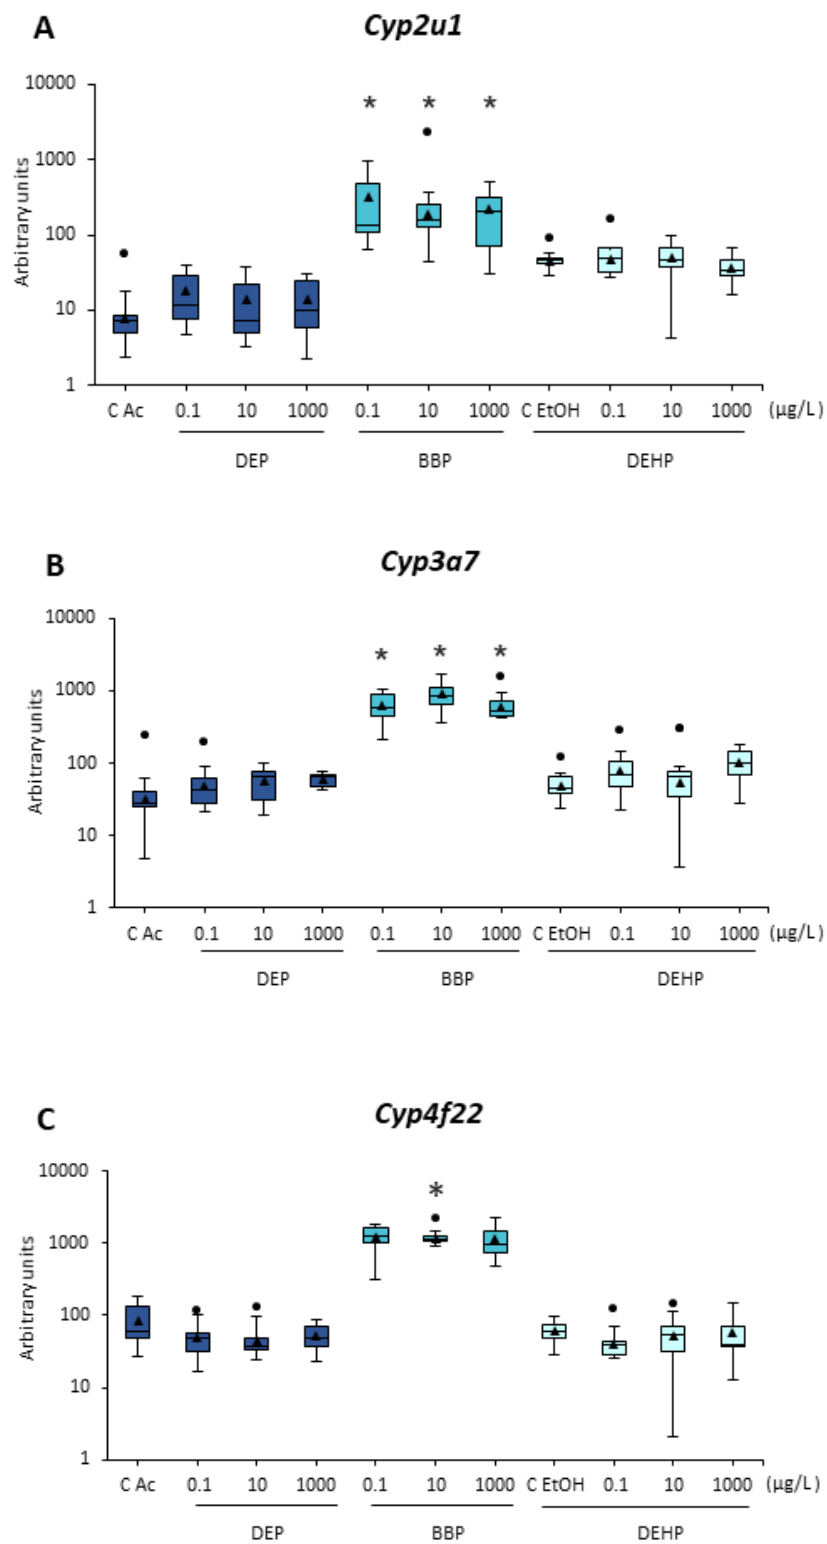 A
Cyp2u1
10000
1000
100
10
1
Arbitrary units
* * *
C Ac 0.1 10 1000 0.1 10 1000 C EtOH 0.1 10 1000 (µg/L)
DEP BBP DEHP
B
Cyp3a7
10000
1000
100
10
1
Arbitrary units
* * *
C Ac 0.1 10 1000 0.1 10 1000 C EtOH 0.1 10 1000 (µg/L)
DEP BBP DEHP
C
Cyp4f22
10000
1000
100
10
1
Arbitrary units
*
C Ac 0.1 10 1000 0.1 10 1000 C EtOH 0.1 10 1000 (µg/L)
DEP BBP DEHP